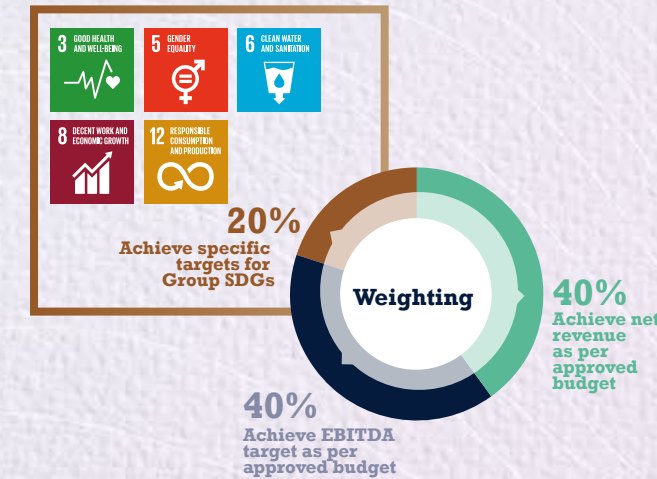 3 GOOD HEALTH
AND WELL-BEING
5 GENDER
EQUALITY
6 CLEAN WATER
AND SANITATION
8 DECENT WORK AND
ECONOMIC GROWTH
12 RESPONSIBLE
CONSUMPTION
AND PRODUCTION
20%
Achieve specific
targets for
Group SDGs
Weighting
40%
Achieve net
revenue
as per
approved
budget
40%
Achieve EBITDA
target as per
approved budget